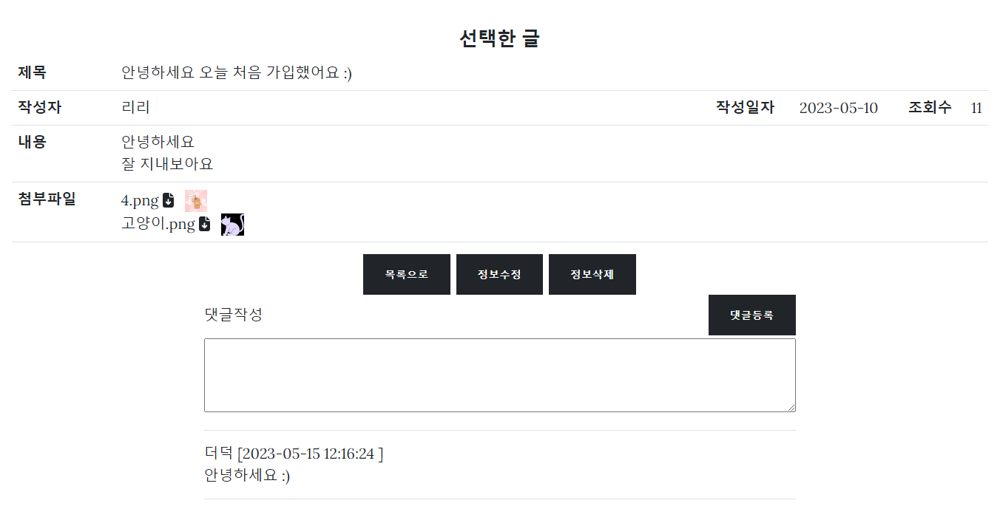 선택한 글
제목 안녕하세요 오늘 처음 가입했어요 :)
작성자 리리 작성일자 2023-05-10 조회수 11
내용 안녕하세요
잘 지내보아요
첨부파일 4.png
고양이.png
목록으로 정보수정 정보삭제
댓글작성 댓글등록
더덕 [2023-05-15 12:16:24 ]
안녕하세요 :)